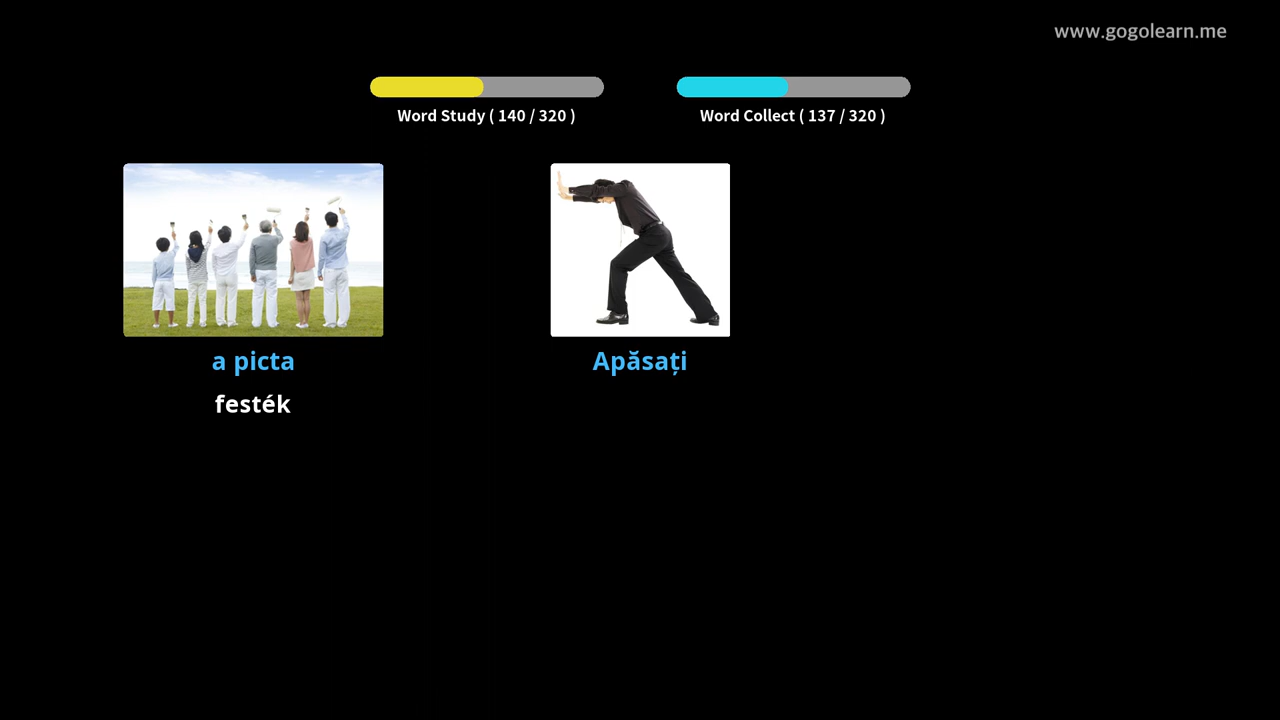 www.gogolearn.me
Word Study ( 140 / 320 )
Word Collect ( 137 / 320 )
a picta
festék
Apăsați